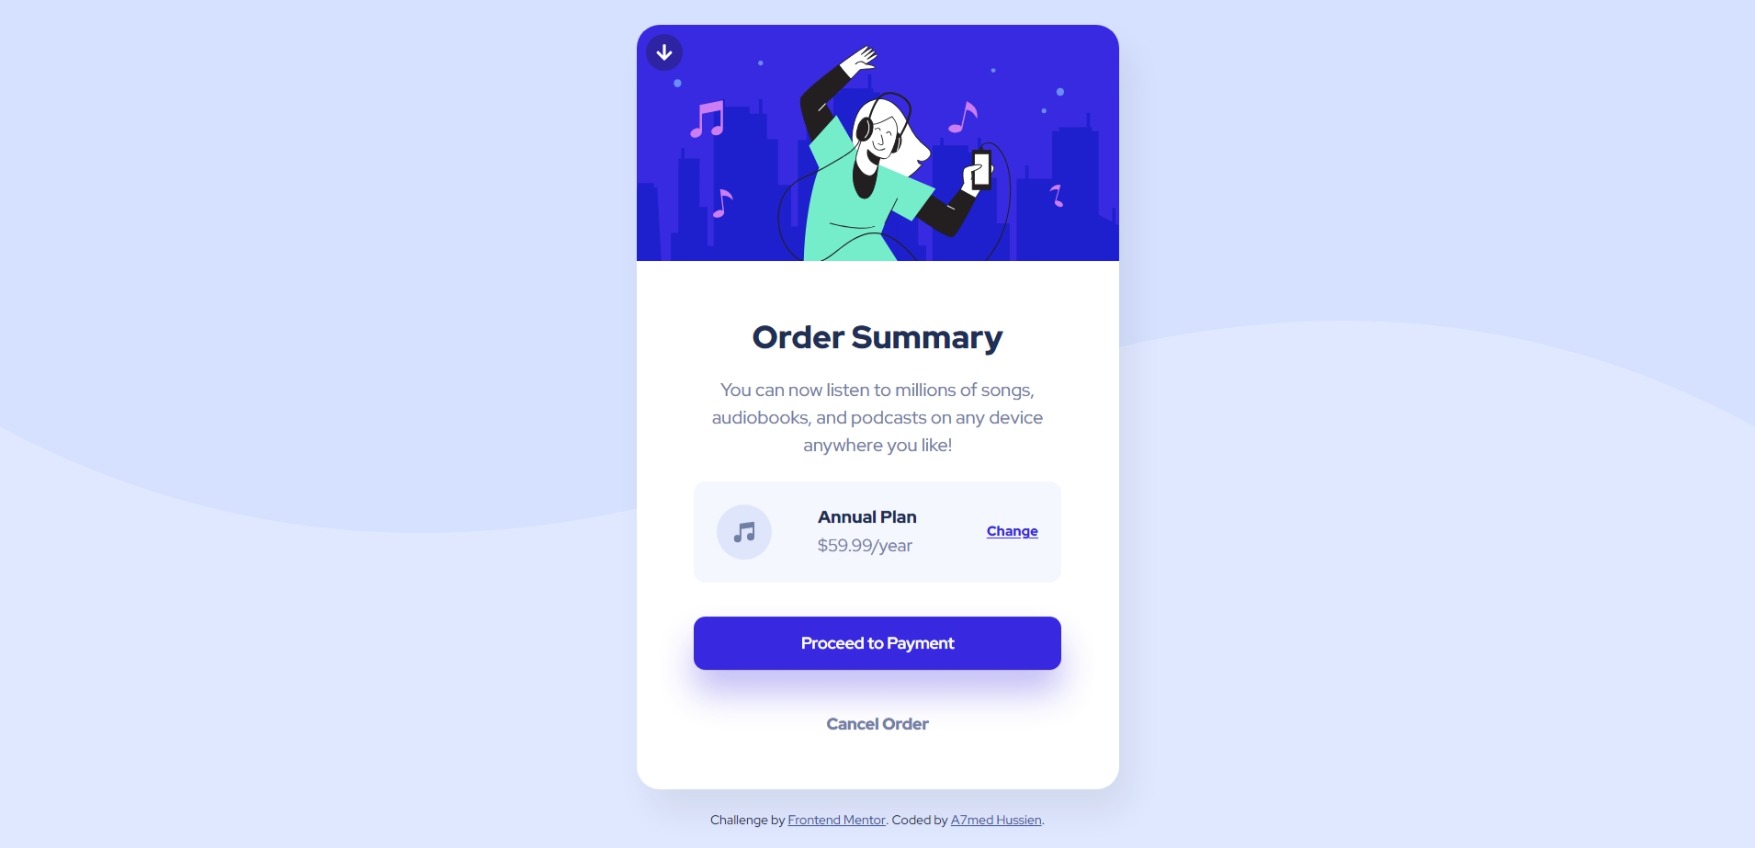 Order Summary
You can now listen to millions of songs,
audiobooks, and podcasts on any device
anywhere you like!
Annual Plan
$59.99/year
Change
Proceed to Payment
Cancel Order
Challenge by Frontend Mentor. Coded by A7med Hussien.